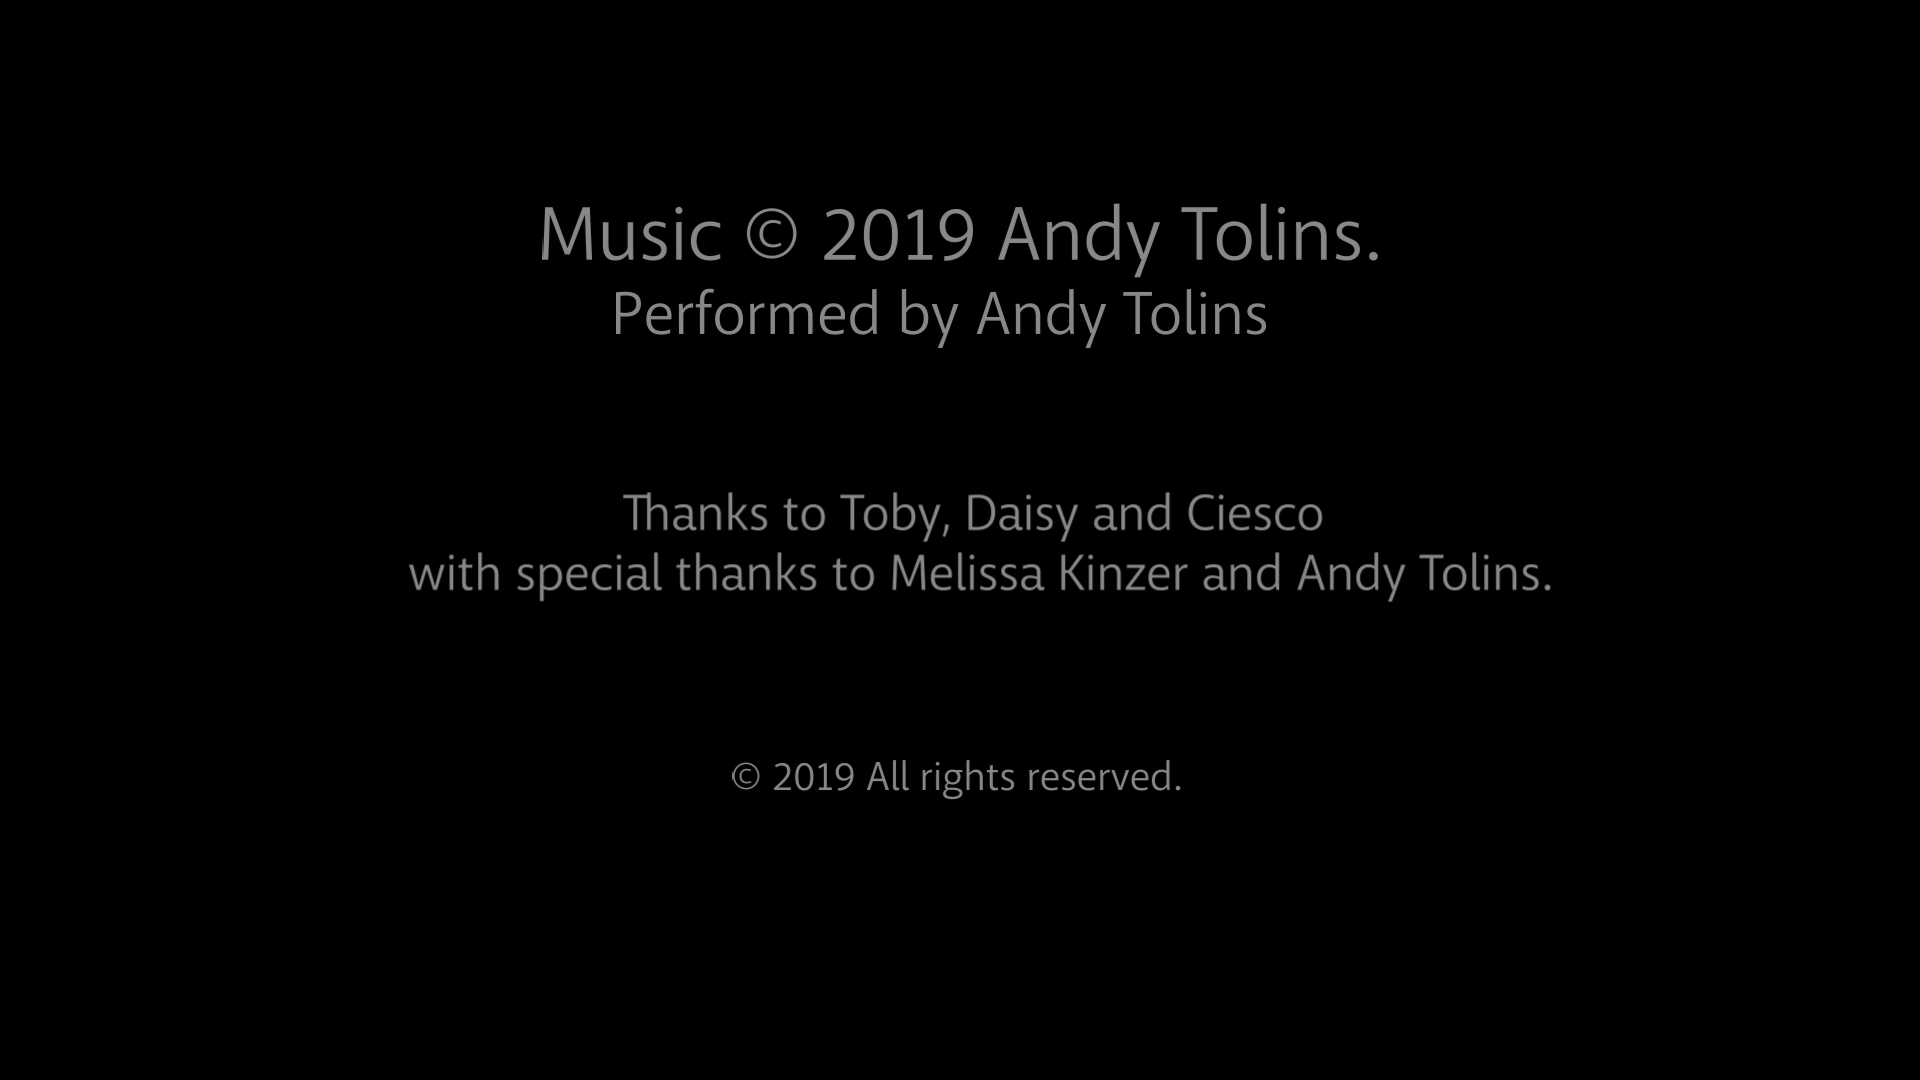 Music © 2019 Andy Tolins.
Performed by Andy Tolins
Thanks to Toby, Daisy and Ciesco
with special thanks to Melissa Kinzer and Andy Tolins.
© 2019 All rights reserved.